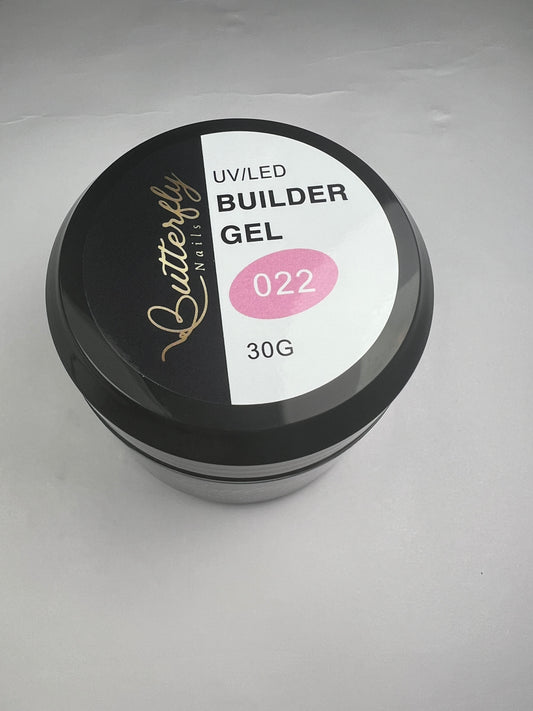 Butterfly
Nails
UV/LED
BUILDER
GEL
022
30G